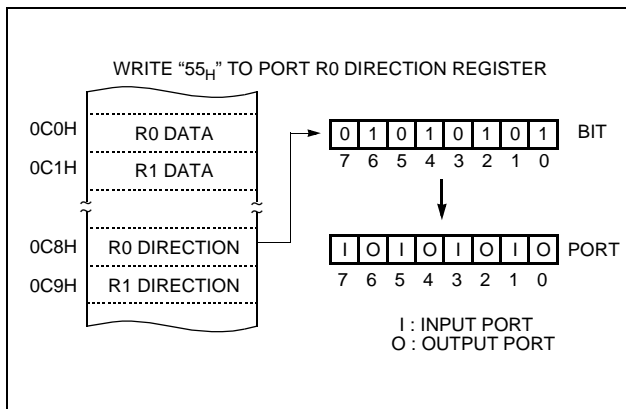 WRITE “55H” TO PORT R0 DIRECTION REGISTER
0C0H R0 DATA
0 1 0 1 0 1 0 1 BIT
7 6 5 4 3 2 1 0
0C1H R1 DATA
0C8H R0 DIRECTION
I O I O I O I O PORT
7 6 5 4 3 2 1 0
0C9H R1 DIRECTION
I : INPUT PORT
O : OUTPUT PORT